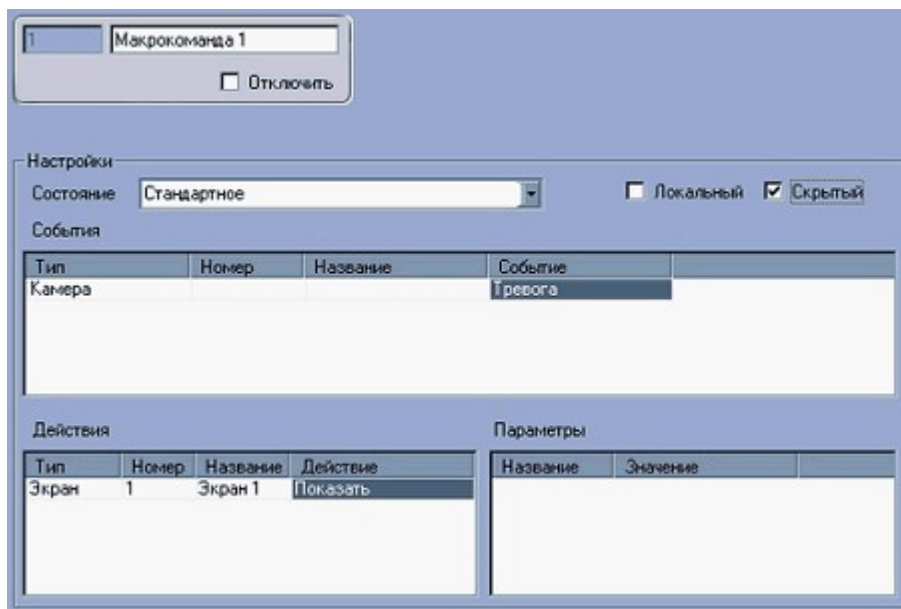 1 Макрокоманда 1
Отключить
Настройки
Состояние Стандартное Локальный Скрытый
События
Тип Номер Название Событие
Камера Тревога
Действия Параметры
Тип Номер Название Действие Название Значение
Экран 1 Экран 1 Показать